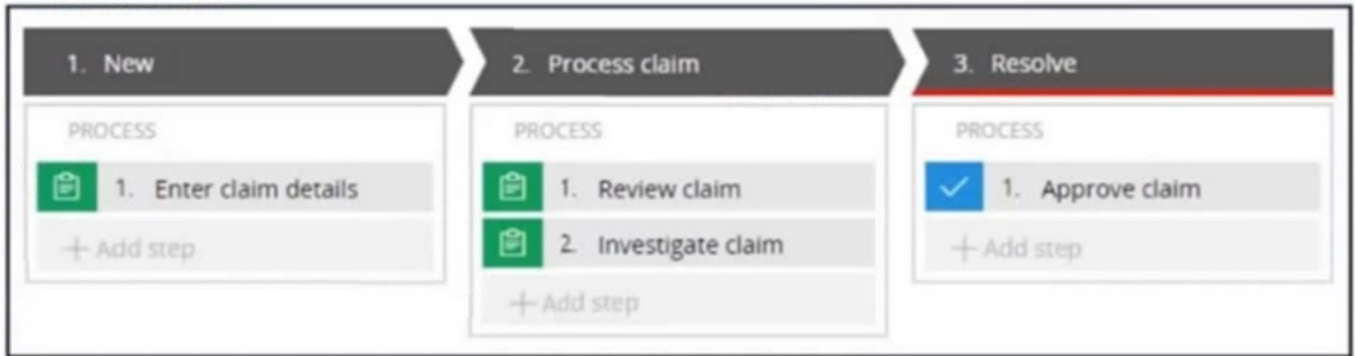 1. New
PROCESS
1. Enter claim details
+ Add step
2. Process claim
PROCESS
1. Review claim
2. Investigate claim
+ Add step
3. Resolve
PROCESS
1. Approve claim
+ Add step